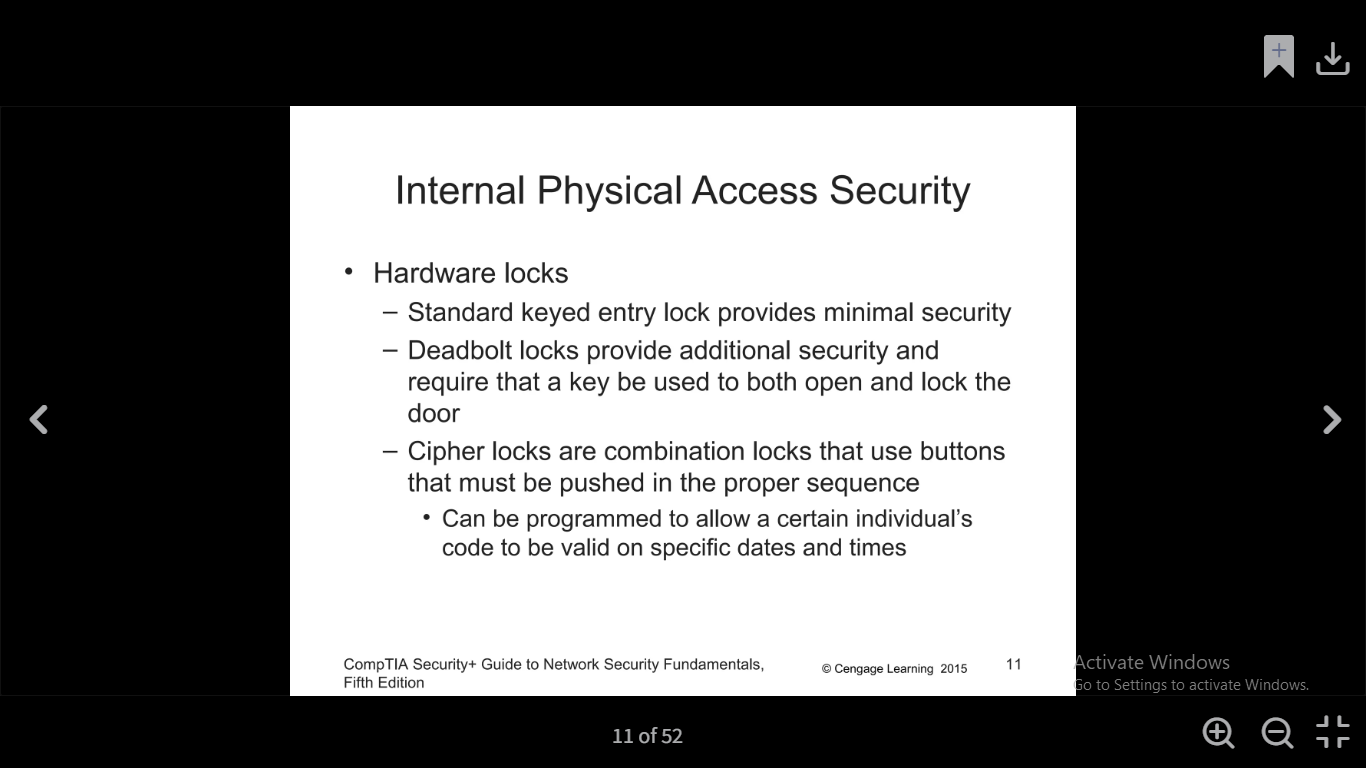 Internal Physical Access Security
• Hardware locks
– Standard keyed entry lock provides minimal security
– Deadbolt locks provide additional security and
require that a key be used to both open and lock the
door
– Cipher locks are combination locks that use buttons
that must be pushed in the proper sequence
• Can be programmed to allow a certain individual’s
code to be valid on specific dates and times
CompTIA Security+ Guide to Network Security Fundamentals,
Fifth Edition
© Cengage Learning 2015
11
Activate Windows
Go to Settings to activate Windows.
11 of 52